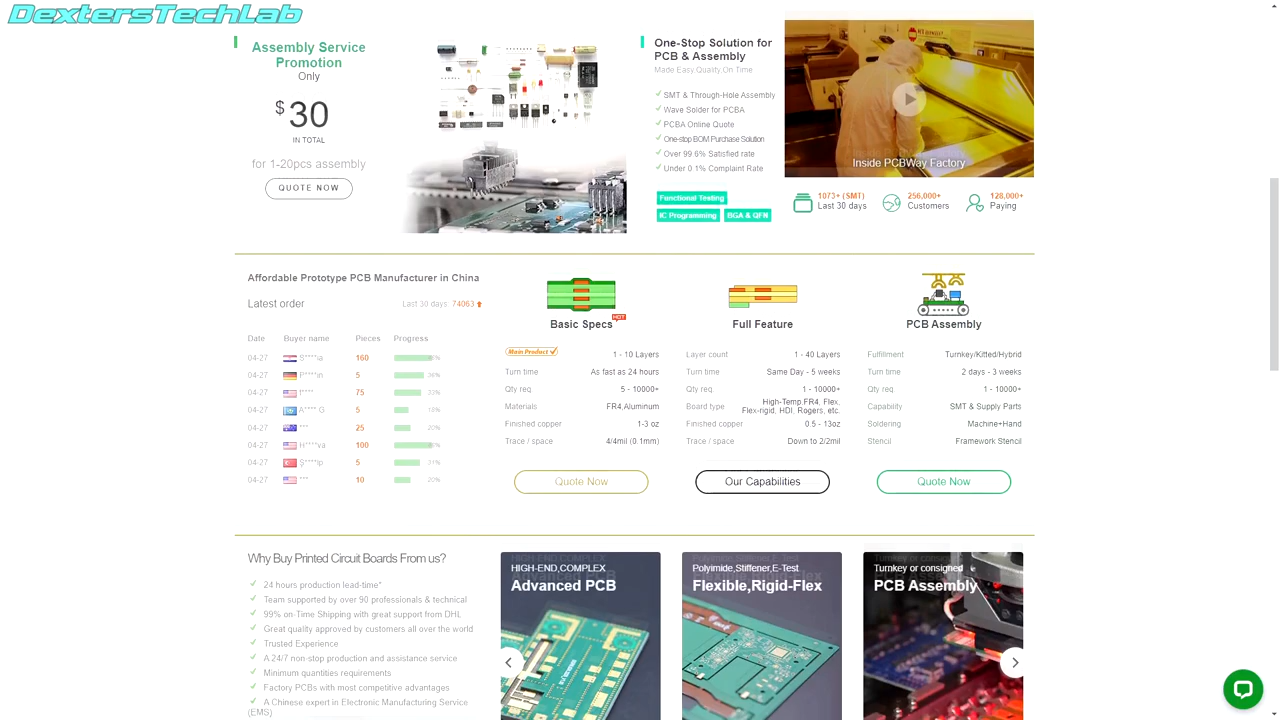 DextersTechLab
Assembly Service
Promotion
Only
$30
IN TOTAL
for 1-20pcs assembly
QUOTE NOW
One-Stop Solution for
PCB & Assembly
Made Easy.Quality.On Time
SMT & Through-Hole Assembly
Wave Solder for PCBA
PCBA Online Quote
One-stop BOM Purchase Solution
Over 99.6% Satisfied rate
Under 0.1% Complaint Rate
Functional Testing
IC Programming BGA & QFN
Inside PCBWay Factory
1073+ (SMT) 256,000+ 128,000+
Last 30 days Customers Paying
Affordable Prototype PCB Manufacturer in China
Latest order Last 30 days: 74063
Date Buyer name Pieces Progress
04-27 S****ia 160
04-27 P****in 5
04-27 t**** 75 33%
04-27 A**** G 5
04-27 *** 25 20%
04-27 H****va 100
04-27 Ş****ip 5 31%
04-27 *** 10 20%
Basic Specs HOT
Main Product 1 - 10 Layers
Turn time As fast as 24 hours
Qty req. 5 - 10000+
Materials FR4,Aluminum
Finished copper 1-3 oz
Trace / space 4/4mil (0.1mm)
Quote Now
Full Feature
Layer count 1 - 40 Layers
Turn time Same Day - 5 weeks
Qty req. 1 - 10000+
Board type High-Temp.FR4, Flex,
Flex-rigid, HDI, Rogers, etc.
Finished copper 0.5 - 13oz
Trace / space Down to 2/2mil
Our Capabilities
PCB Assembly
Fulfillment Turnkey/Kitted/Hybrid
Turn time 2 days - 3 weeks
Qty req. 1 - 10000+
Capability SMT & Supply Parts
Soldering Machine+Hand
Stencil Framework Stencil
Quote Now
Why Buy Printed Circuit Boards From us?
24 hours production lead-time*
Team supported by over 90 professionals & technical
99% on-Time Shipping with great support from DHL
Great quality approved by customers all over the world
Trusted Experience
A 24/7 non-stop production and assistance service
Minimum quantities requirements
Factory PCBs with most competitive advantages
A Chinese expert in Electronic Manufacturing Service
(EMS)
HIGH-END,COMPLEX
Advanced PCB
Polyimide,Stiffener,E-Test
Flexible,Rigid-Flex
Turnkey or consigned
PCB Assembly